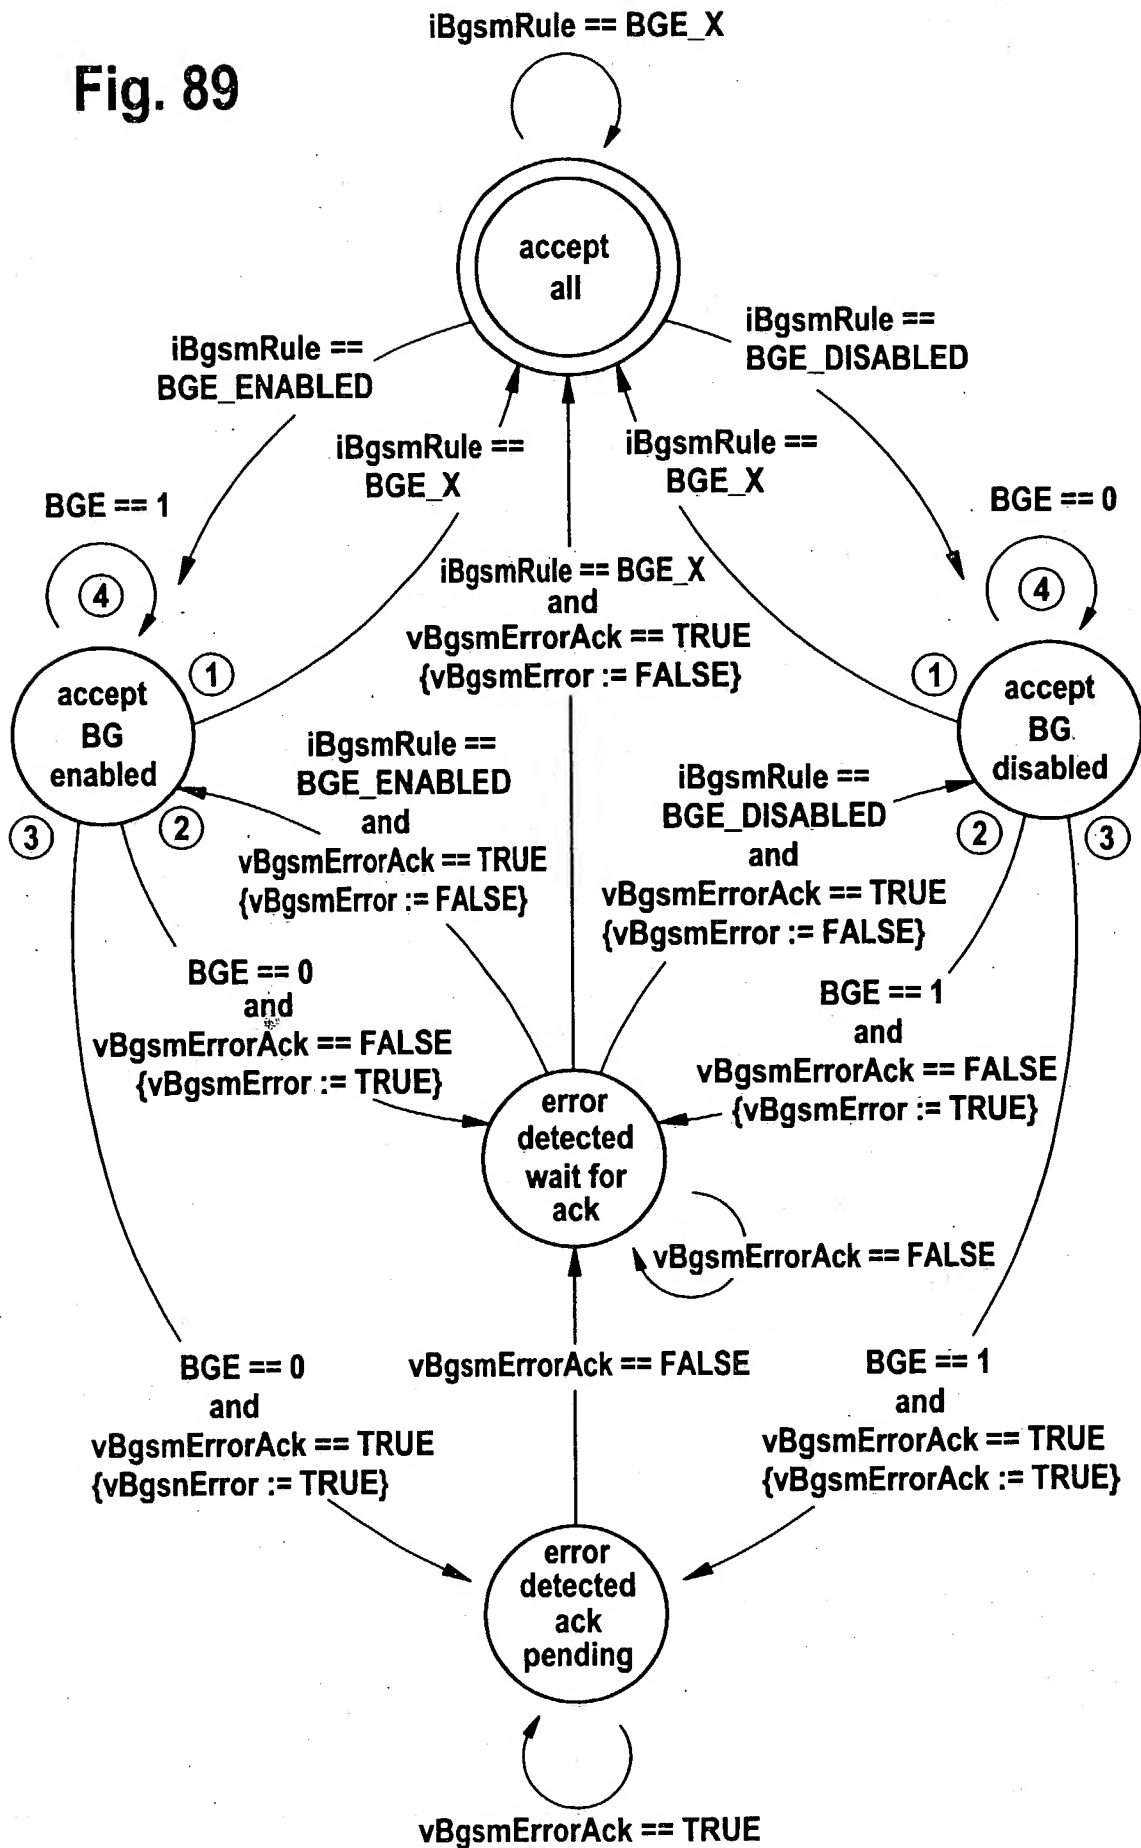 iBgsmRule == BGE_X
Fig. 89
accept
all
iBgsmRule ==
BGE_ENABLED
iBgsmRule ==
BGE_DISABLED
iBgsmRule ==
BGE_X
iBgsmRule ==
BGE_X
BGE == 1
BGE == 0
4
4
iBgsmRule == BGE_X
and
vBgsmErrorAck == TRUE
{vBgsmError := FALSE}
1
1
accept
BG
enabled
accept
BG
disabled
3
2
2
3
iBgsmRule ==
BGE_ENABLED
and
vBgsmErrorAck == TRUE
{vBgsmError := FALSE}
iBgsmRule ==
BGE_DISABLED
and
vBgsmErrorAck == TRUE
{vBgsmError := FALSE}
BGE == 0
and
vBgsmErrorAck == FALSE
{vBgsmError := TRUE}
BGE == 1
and
vBgsmErrorAck == FALSE
{vBgsmError := TRUE}
error
detected
wait for
ack
vBgsmErrorAck == FALSE
BGE == 0
and
vBgsmErrorAck == TRUE
{vBgsnError := TRUE}
vBgsmErrorAck == FALSE
BGE == 1
and
vBgsmErrorAck == TRUE
{vBgsmErrorAck := TRUE}
error
detected
ack
pending
vBgsmErrorAck == TRUE